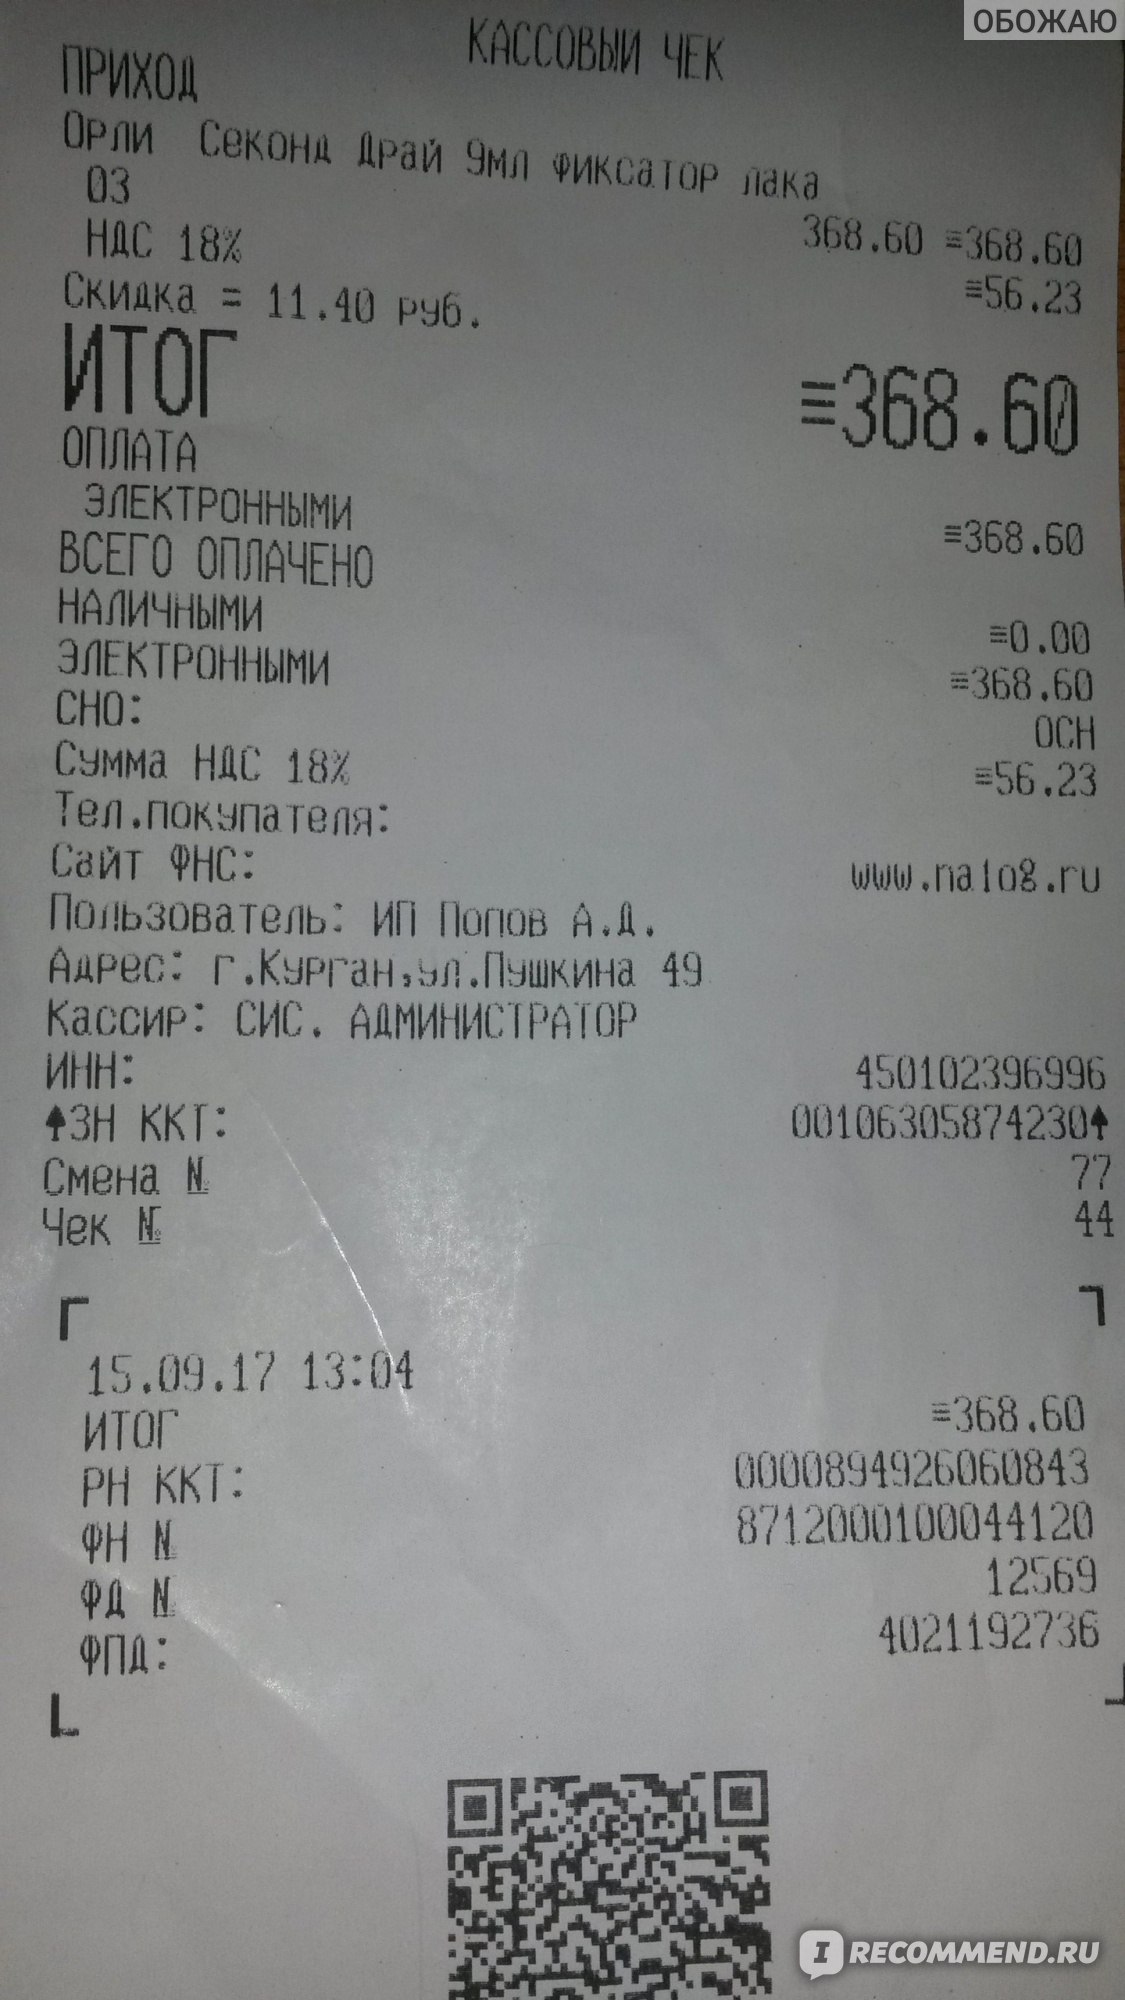 ОБОЖАЮ
КАССОВЫЙ ЧЕК
ПРИХОД
Орли Секонд Драй 9мл фиксатор лака
03 368.60 ≡368.60
НДС 18% ≡56.23
Скидка = 11.40 руб.
ИТОГ ≡368.60
ОПЛАТА
ЭЛЕКТРОННЫМИ ≡368.60
ВСЕГО ОПЛАЧЕНО
НАЛИЧНЫМИ ≡0.00
ЭЛЕКТРОННЫМИ ≡368.60
СНО: ОСН
Сумма НДС 18% ≡56.23
Тел.покупателя:
Сайт ФНС: www.nalog.ru
Пользователь: ИП Попов А.Д.
Адрес: г.Курган,ул.Пушкина 49
Кассир: СИС. АДМИНИСТРАТОР
ИНН: 450102396996
↑ЗН ККТ: 00106305874230↑
Смена № 77
Чек № 44
15.09.17 13:04
ИТОГ ≡368.60
РН ККТ: 0000894926060843
ФН № 8712000100044120
ФД № 12569
ФПД: 4021192736
I RECOMMEND.RU